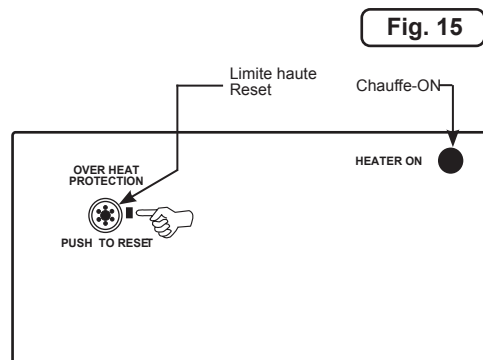 Fig. 15
Limite haute
Reset
Chauffe-ON
OVER HEAT
PROTECTION
HEATER ON
PUSH TO RESET